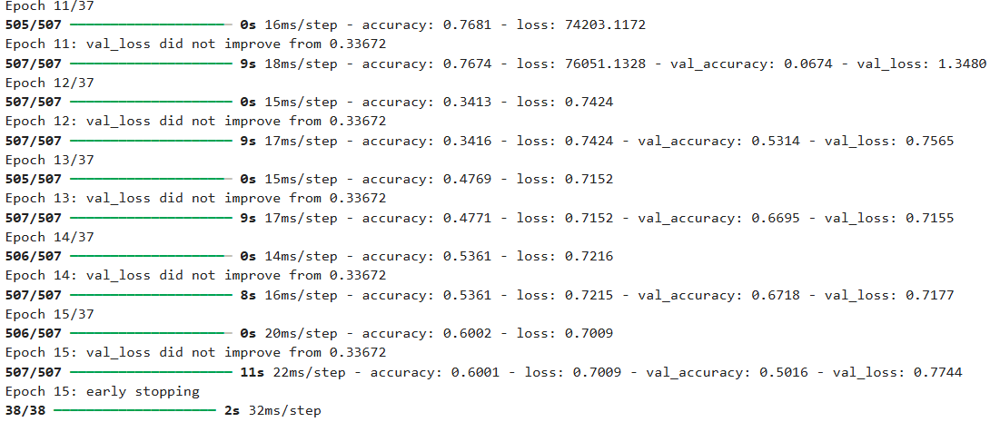 Epoch 11/37
505/507 ━━━━━━━━━━━━━━━━━━━━ 0s 16ms/step - accuracy: 0.7681 - loss: 74203.1172
Epoch 11: val_loss did not improve from 0.33672
507/507 ━━━━━━━━━━━━━━━━━━━━ 9s 18ms/step - accuracy: 0.7674 - loss: 76051.1328 - val_accuracy: 0.0674 - val_loss: 1.3480
Epoch 12/37
507/507 ━━━━━━━━━━━━━━━━━━━━ 0s 15ms/step - accuracy: 0.3413 - loss: 0.7424
Epoch 12: val_loss did not improve from 0.33672
507/507 ━━━━━━━━━━━━━━━━━━━━ 9s 17ms/step - accuracy: 0.3416 - loss: 0.7424 - val_accuracy: 0.5314 - val_loss: 0.7565
Epoch 13/37
505/507 ━━━━━━━━━━━━━━━━━━━━ 0s 15ms/step - accuracy: 0.4769 - loss: 0.7152
Epoch 13: val_loss did not improve from 0.33672
507/507 ━━━━━━━━━━━━━━━━━━━━ 9s 17ms/step - accuracy: 0.4771 - loss: 0.7152 - val_accuracy: 0.6695 - val_loss: 0.7155
Epoch 14/37
506/507 ━━━━━━━━━━━━━━━━━━━━ 0s 14ms/step - accuracy: 0.5361 - loss: 0.7216
Epoch 14: val_loss did not improve from 0.33672
507/507 ━━━━━━━━━━━━━━━━━━━━ 8s 16ms/step - accuracy: 0.5361 - loss: 0.7215 - val_accuracy: 0.6718 - val_loss: 0.7177
Epoch 15/37
506/507 ━━━━━━━━━━━━━━━━━━━━ 0s 20ms/step - accuracy: 0.6002 - loss: 0.7009
Epoch 15: val_loss did not improve from 0.33672
507/507 ━━━━━━━━━━━━━━━━━━━━ 11s 22ms/step - accuracy: 0.6001 - loss: 0.7009 - val_accuracy: 0.5016 - val_loss: 0.7744
Epoch 15: early stopping
38/38 ━━━━━━━━━━━━━━━━━━━━ 2s 32ms/step